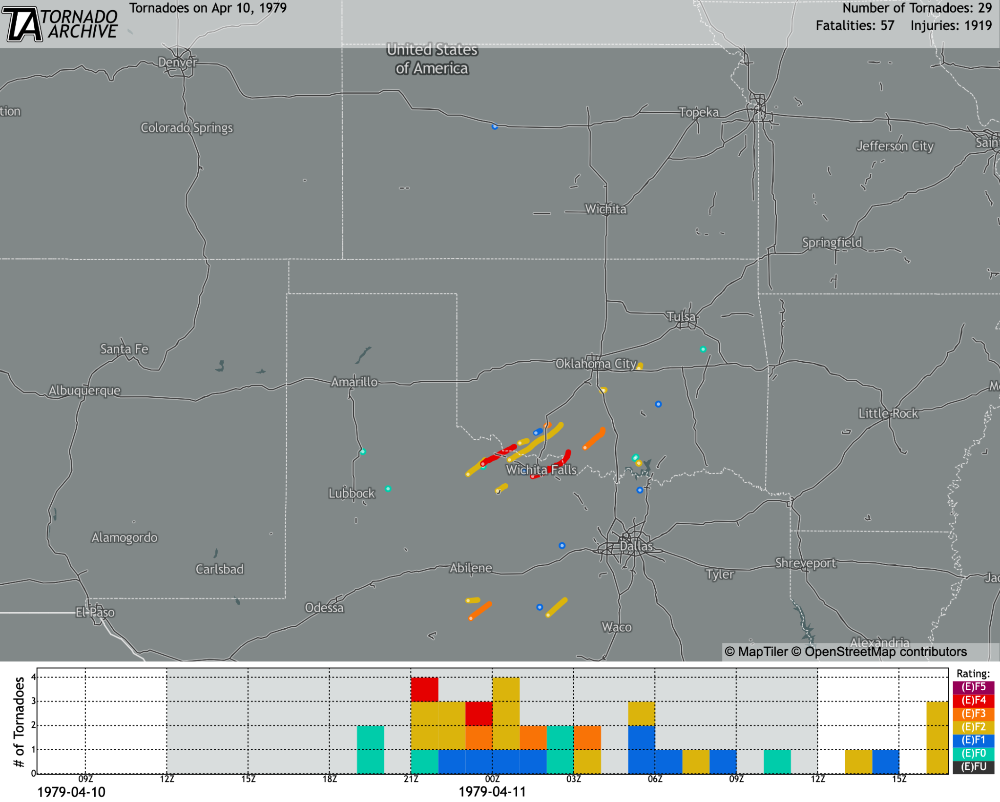 TORNADO
ARCHIVE
Tornadoes on Apr 10, 1979
Number of Tornadoes: 29
Fatalities: 57 Injuries: 1919
United States
of America
Denver
tion
Colorado Springs
Topeka
Jefferson City
Sain
Wichita
Springfield
Tulsa
Santa Fe
Oklahoma City
Amarillo
Albuquerque
Little Rock
Wichita Falls
Lubbock
Alamogordo
Dallas
Carlsbad
Abilene
Tyler
Shreveport
Jac
El Paso
Odessa
Waco
Alexandria
© MapTiler © OpenStreetMap contributors
# of Tornadoes
4
3
2
1
0
09Z 12Z 15Z 18Z 21Z 00Z 03Z 06Z 09Z 12Z 15Z
1979-04-10 1979-04-11
Rating:
(E)F5
(E)F4
(E)F3
(E)F2
(E)F1
(E)F0
(E)FU